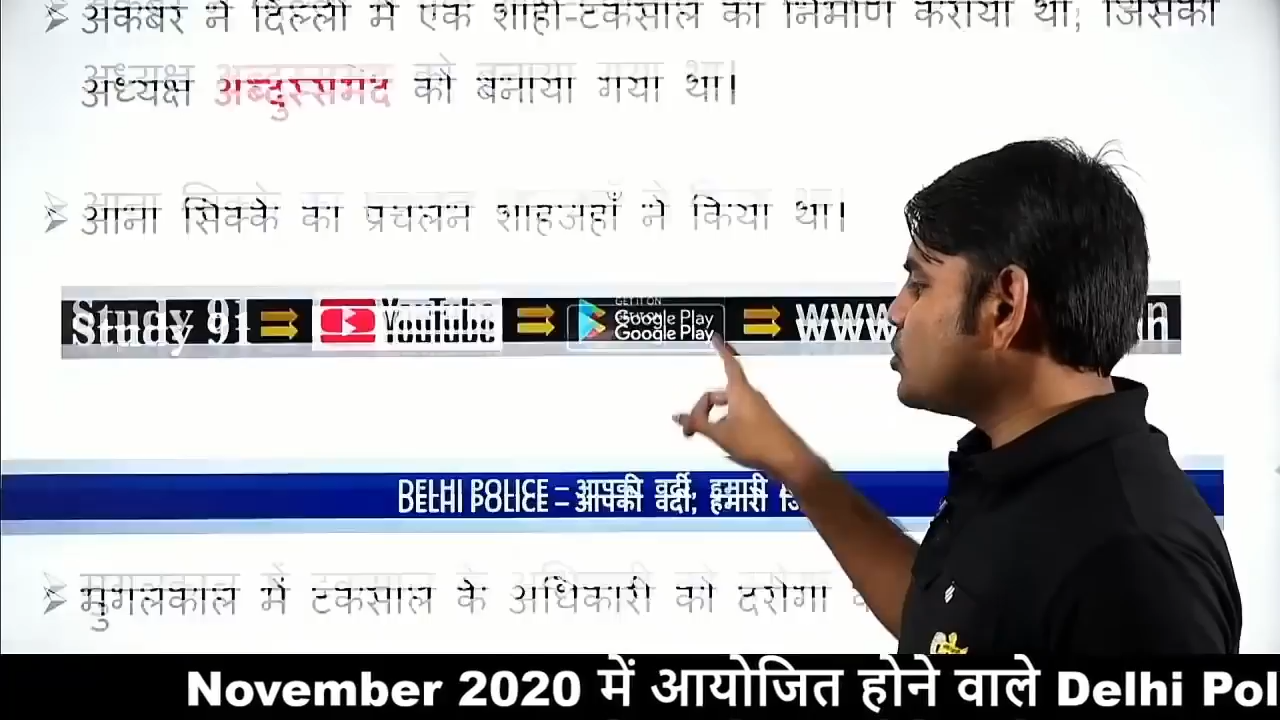 अकबर ने दिल्ली में एक शाही-टकसाल का निर्माण कराया था, जिसका
अध्यक्ष अब्दुस्समद को बनाया गया था।
आना सिक्के का प्रचलन शाहजहाँ ने किया था।
Study 91 YouTube GET IT ON Google Play www
DELHI POLICE – आपकी वर्दी, हमारी
मुगलकाल में टकसाल के अधिकारी को दरोगा
November 2020 में आयोजित होने वाले Delhi Pol